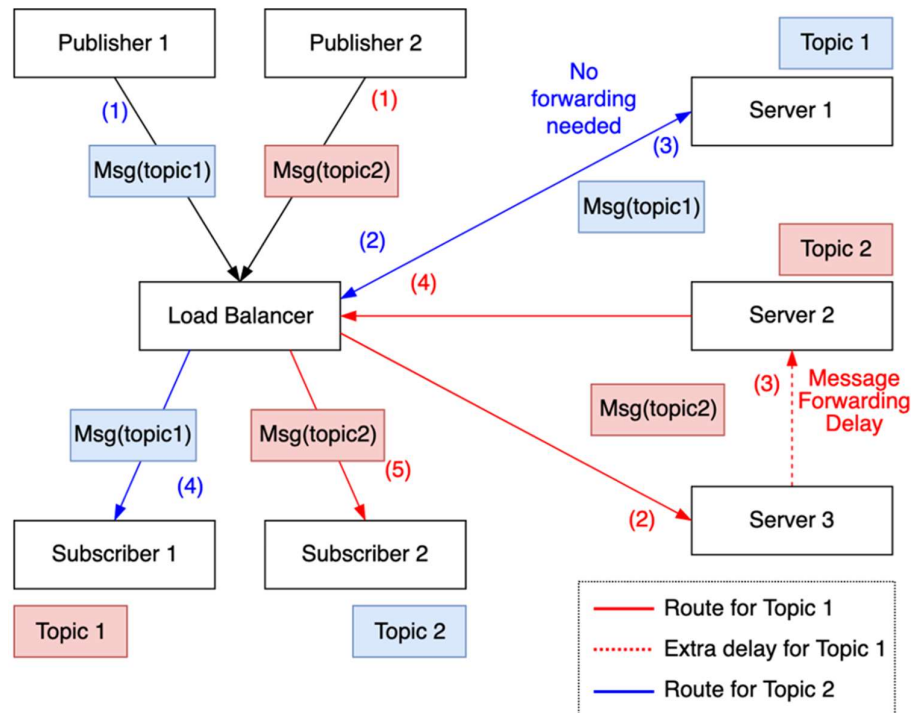 Publisher 1
Publisher 2
Topic 1
Server 1
No
forwarding
needed
(1)
(1)
(3)
Msg(topic1)
Msg(topic2)
Msg(topic1)
(2)
(4)
Topic 2
Load Balancer
Server 2
(3)
Message
Forwarding
Delay
Msg(topic2)
Msg(topic1)
Msg(topic2)
(4)
(5)
(2)
Server 3
Subscriber 1
Subscriber 2
Topic 1
Topic 2
Route for Topic 1
Extra delay for Topic 1
Route for Topic 2